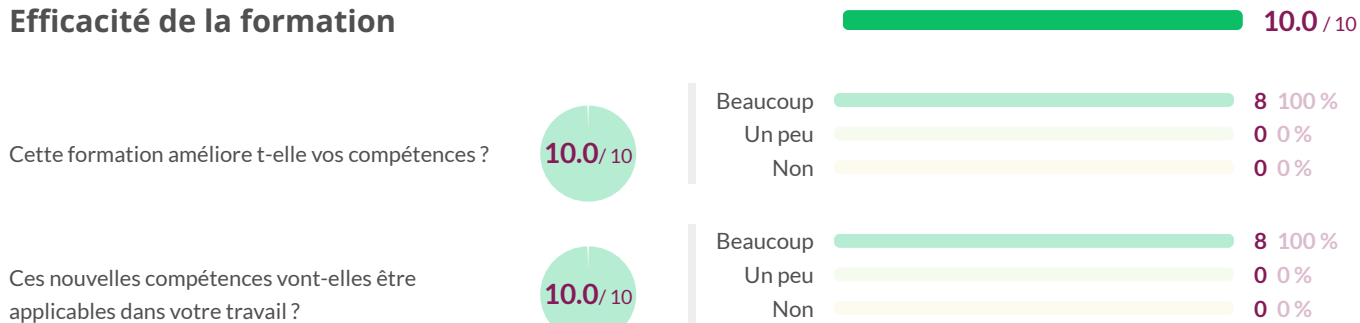 Efficacité de la formation 10.0 / 10
Beaucoup 8 100 %
Un peu 0 0 %
Cette formation améliore t-elle vos compétences ? 10.0/ 10
Non 0 0 %
Beaucoup 8 100 %
Ces nouvelles compétences vont-elles être
applicables dans votre travail ? 10.0/ 10
Un peu 0 0 %
Non 0 0 %